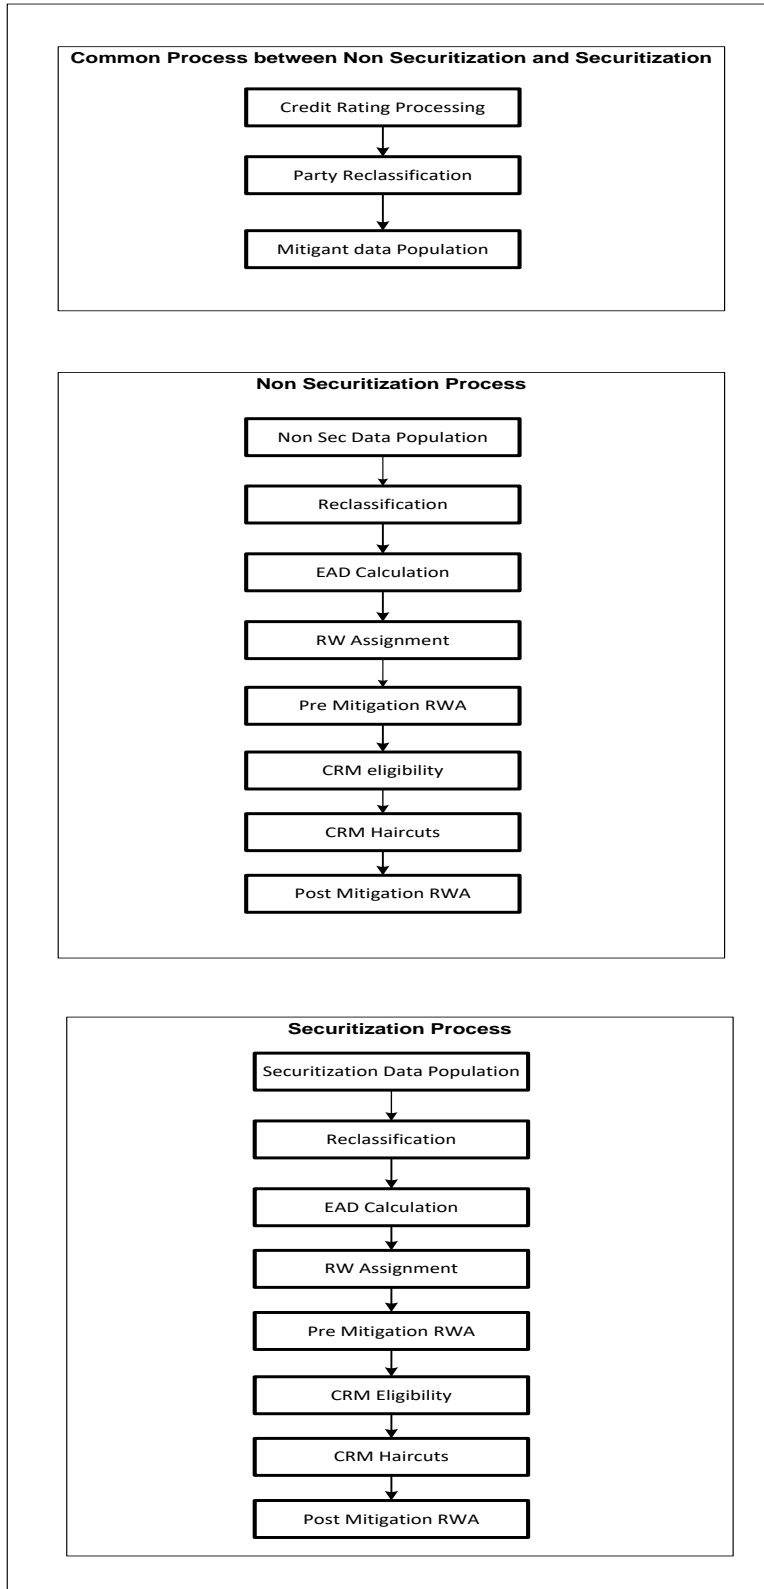 Common Process between Non Securitization and Securitization
Credit Rating Processing
Party Reclassification
Mitigant data Population
Non Securitization Process
Non Sec Data Population
Reclassification
EAD Calculation
RW Assignment
Pre Mitigation RWA
CRM eligibility
CRM Haircuts
Post Mitigation RWA
Securitization Process
Securitization Data Population
Reclassification
EAD Calculation
RW Assignment
Pre Mitigation RWA
CRM Eligibility
CRM Haircuts
Post Mitigation RWA